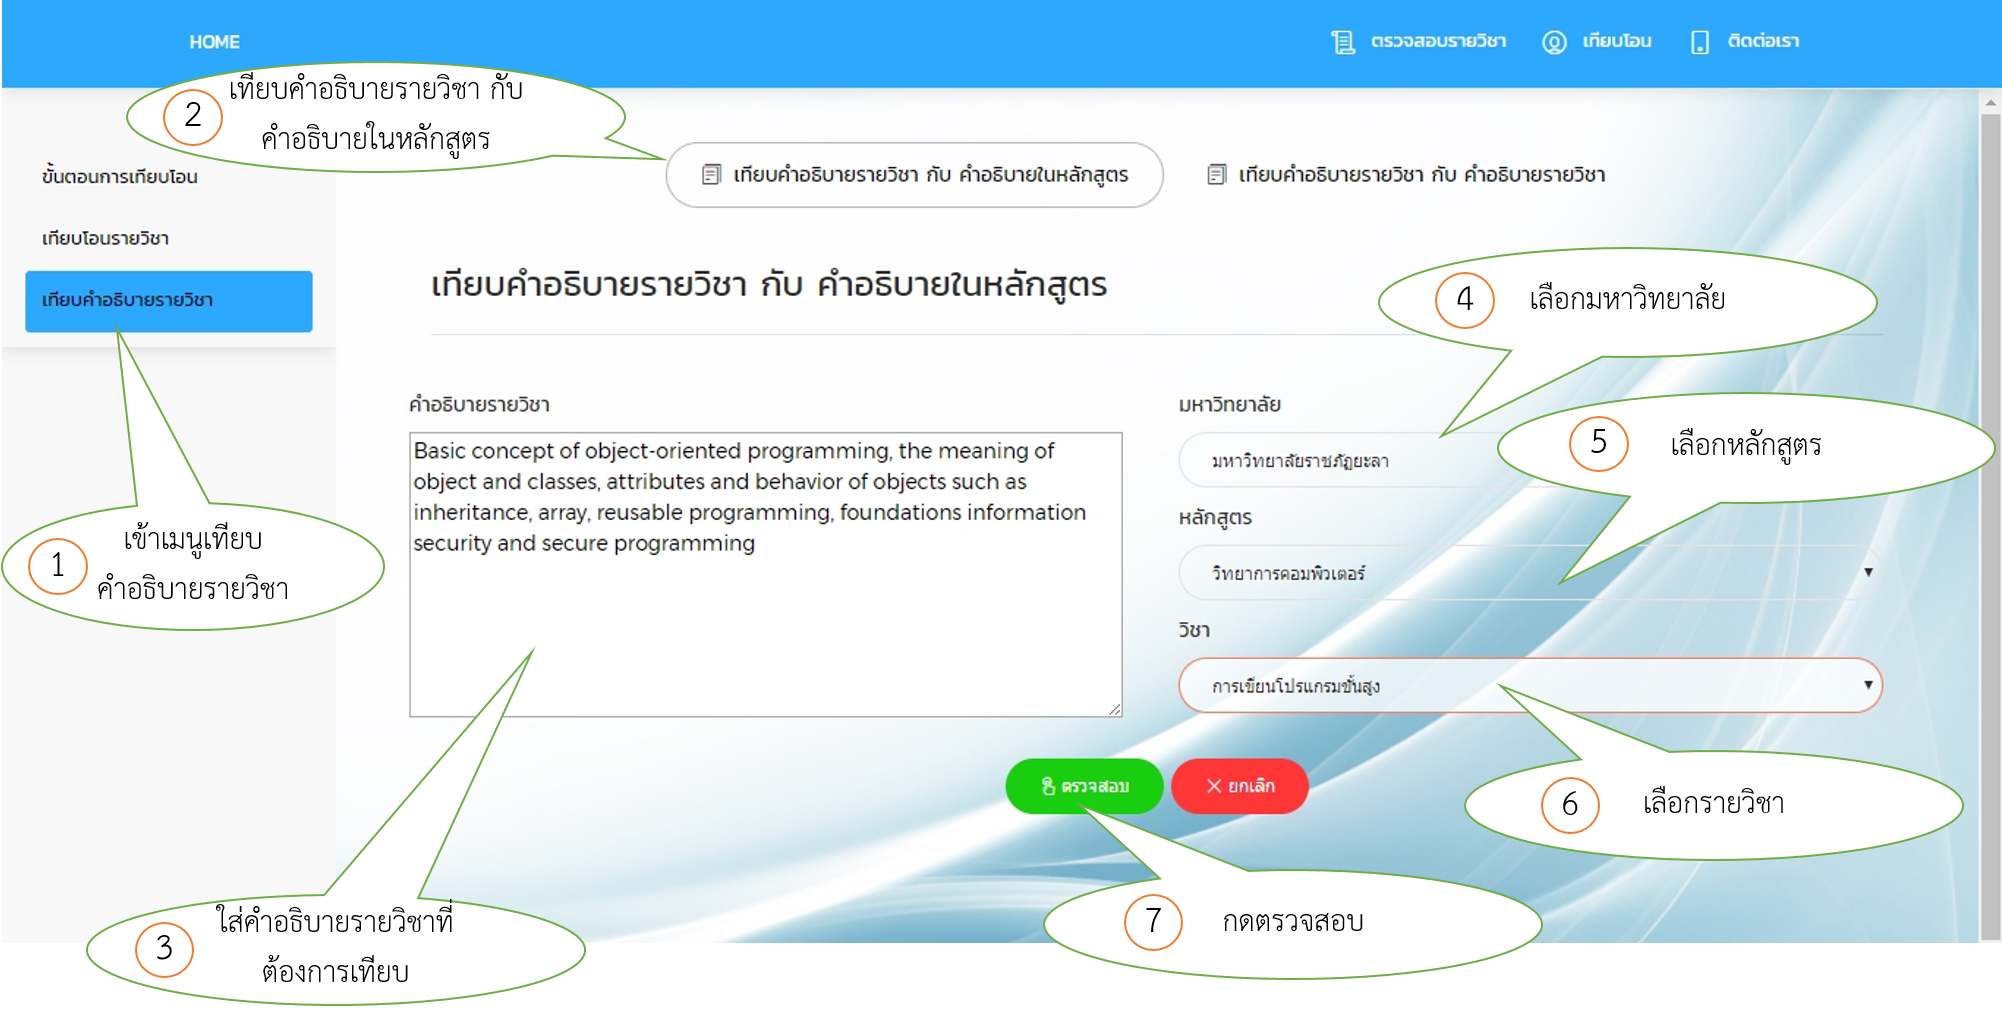 HOME
ตรวจสอบรายวิชา
เทียบโอน
ติดต่อเรา
2
เทียบคำอธิบายรายวิชา กับ
คำอธิบายในหลักสูตร
ขั้นตอนการเทียบโอน
เทียบโอนรายวิชา
เทียบคำอธิบายรายวิชา
เทียบคำอธิบายรายวิชา กับ คำอธิบายในหลักสูตร
เทียบคำอธิบายรายวิชา กับ คำอธิบายรายวิชา
เทียบคำอธิบายรายวิชา กับ คำอธิบายในหลักสูตร
4 เลือกมหาวิทยาลัย
คำอธิบายรายวิชา
Basic concept of object-oriented programming, the meaning of
object and classes, attributes and behavior of objects such as
inheritance, array, reusable programming, foundations information
security and secure programming
มหาวิทยาลัย
มหาวิทยาลัยราชภัฏยะลา
5 เลือกหลักสูตร
หลักสูตร
วิทยาการคอมพิวเตอร์
วิชา
การเขียนโปรแกรมขั้นสูง
1
เข้าเมนูเทียบ
คำอธิบายรายวิชา
ตรวจสอบ
ยกเลิก
6 เลือกรายวิชา
3
ใส่คำอธิบายรายวิชาที่
ต้องการเทียบ
7 กดตรวจสอบ